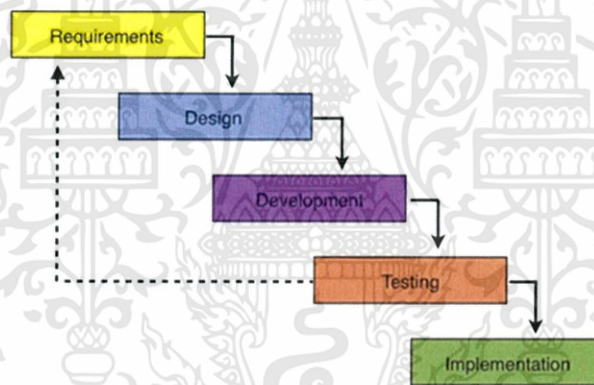 Requirements
Design
Development
Testing
Implementation